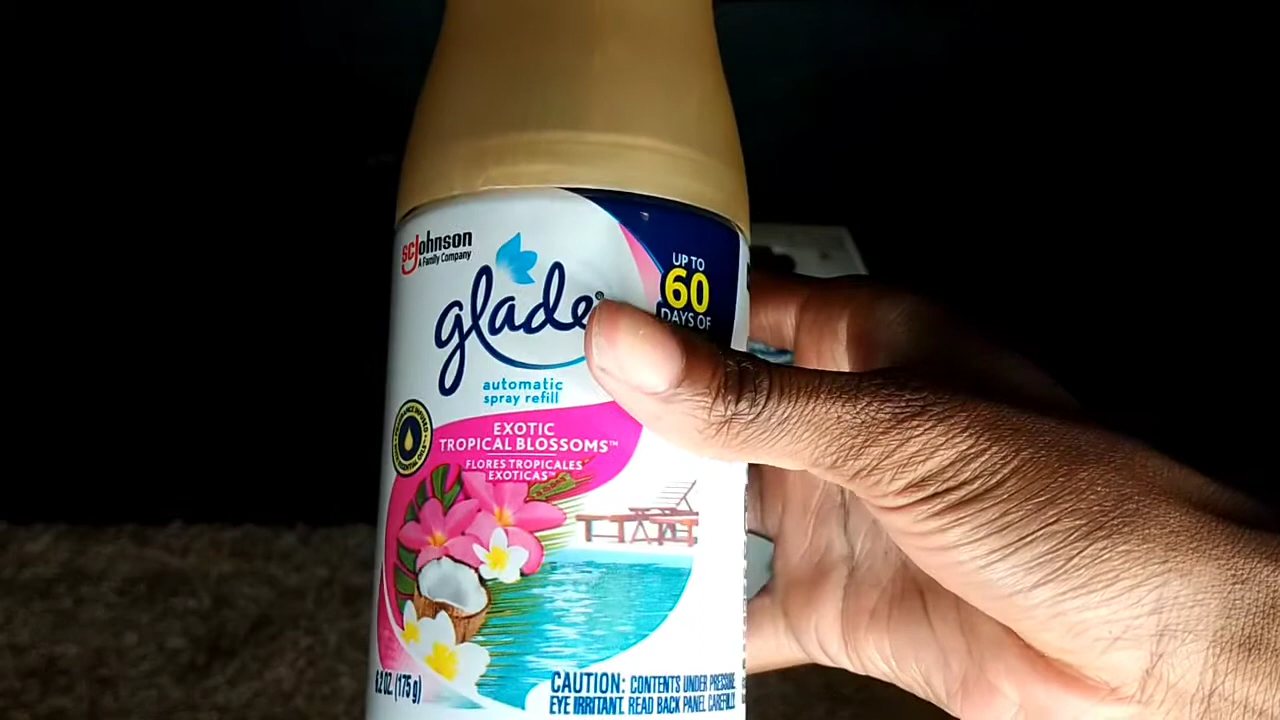 scJohnson
A Family Company
glade®
automatic
spray refill
UP TO
60
DAYS OF
EXOTIC
TROPICAL BLOSSOMS™
FLORES TROPICALES
EXOTICAS™
6.2 OZ. (175 g)
CAUTION: CONTENTS UNDER PRESSURE.
EYE IRRITANT. READ BACK PANEL CAREFULLY.